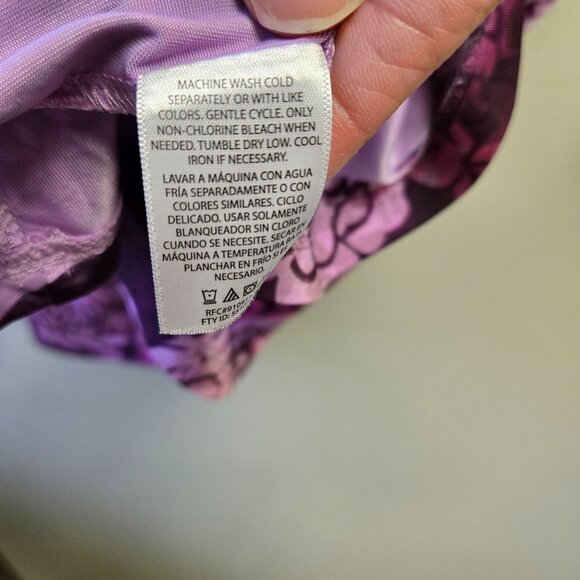 MACHINE WASH COLD
SEPARATELY OR WITH LIKE
COLORS. GENTLE CYCLE. ONLY
NON-CHLORINE BLEACH WHEN
NEEDED. TUMBLE DRY LOW. COOL
IRON IF NECESSARY.
LAVAR A MÁQUINA CON AGUA
FRÍA SEPARADAMENTE O CON
COLORES SIMILARES. CICLO
DELICADO. USAR SOLAMENTE
BLANQUEADOR SIN CLORO
CUANDO SE NECESITE. SECAR EN
MÁQUINA A TEMPERATURA
PLANCHAR EN FRÍO SI
NECESARIO.
FTY ID: